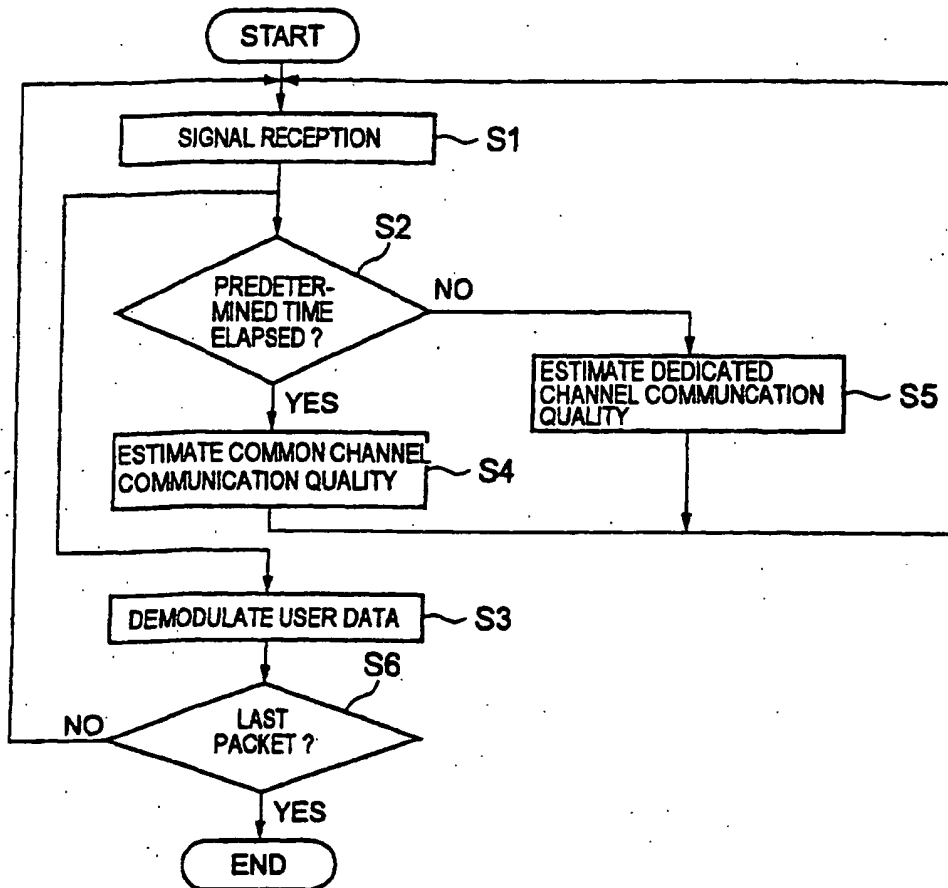 START
SIGNAL RECEPTION
S1
S2
PREDETER-
MINED TIME
ELAPSED ?
NO
YES
ESTIMATE DEDICATED
CHANNEL COMMUNCATION
QUALITY
S5
ESTIMATE COMMON CHANNEL
COMMUNICATION QUALITY
S4
DEMODULATE USER DATA
S3
S6
LAST
PACKET ?
NO
YES
END